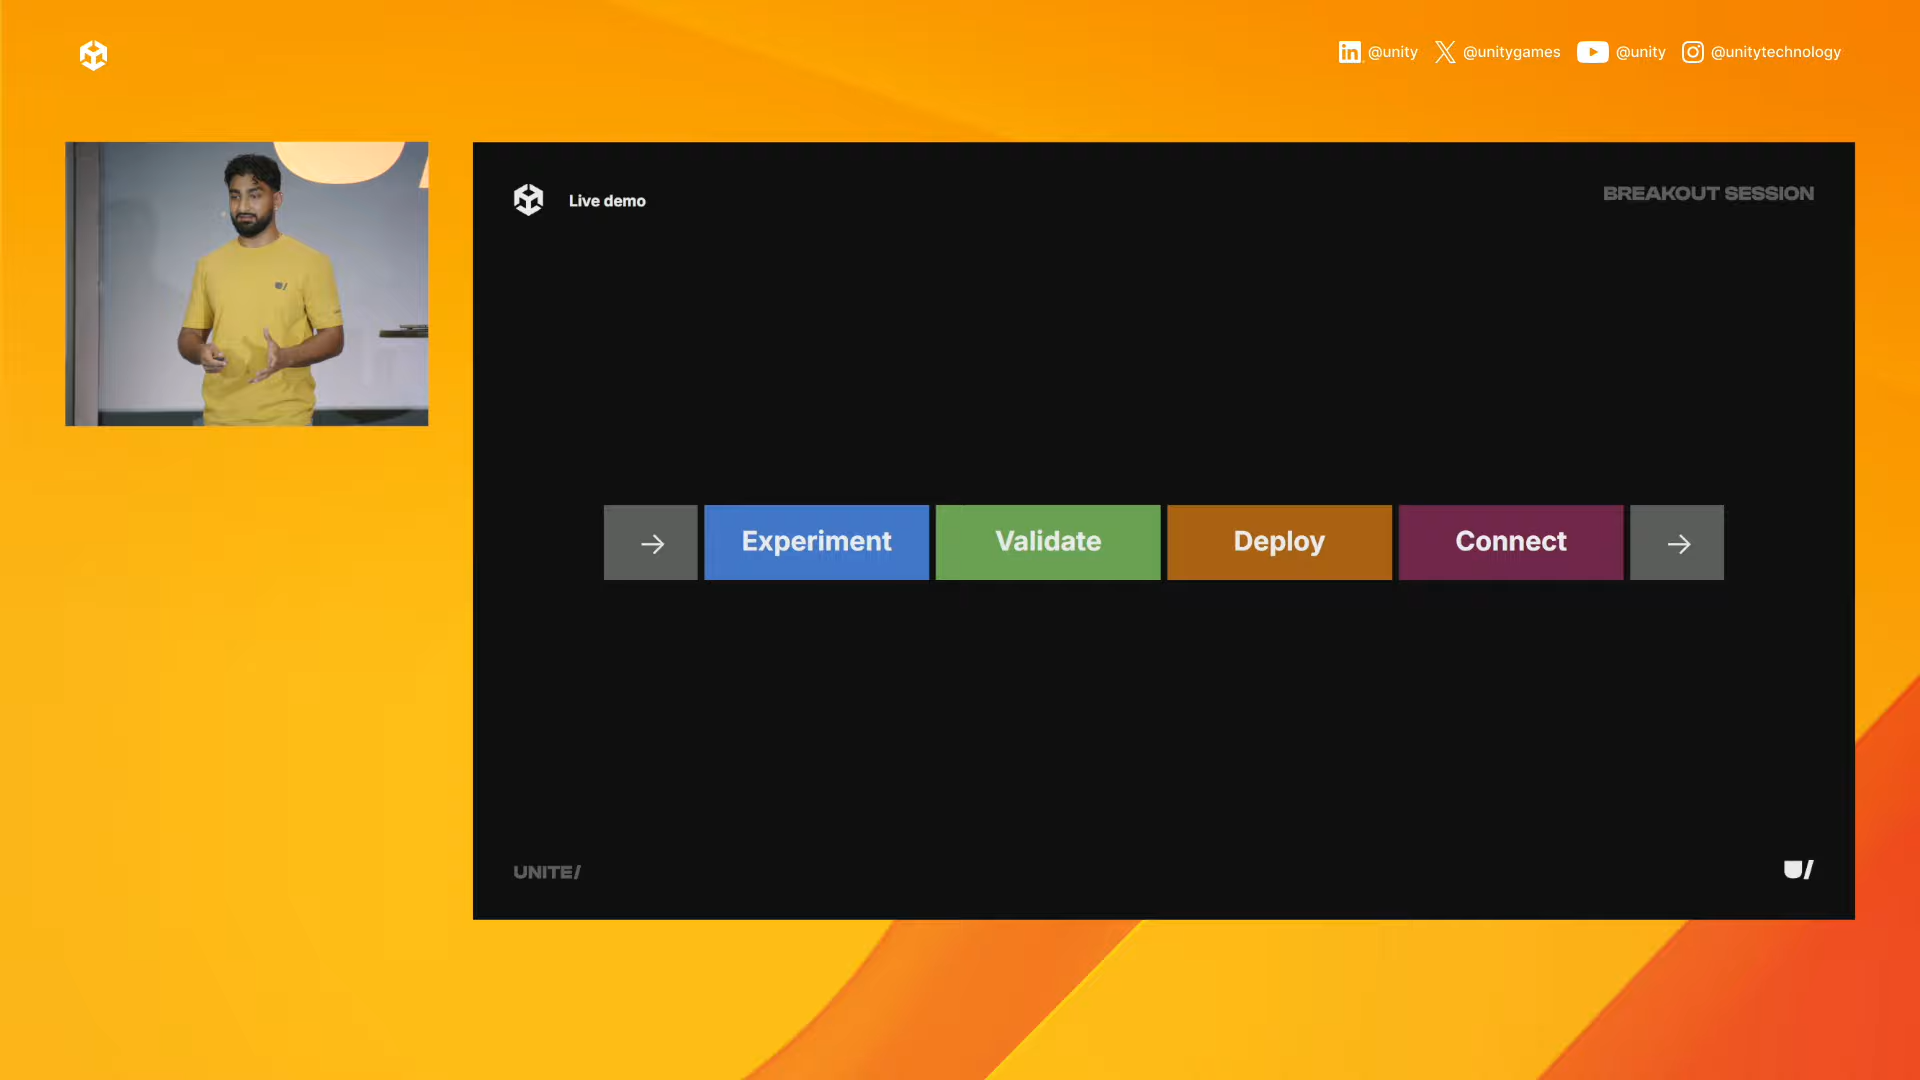 @unity @unitygames @unity @unitytechnology
Live demo
BREAKOUT SESSION
→ Experiment Validate Deploy Connect →
UNITE/
U/